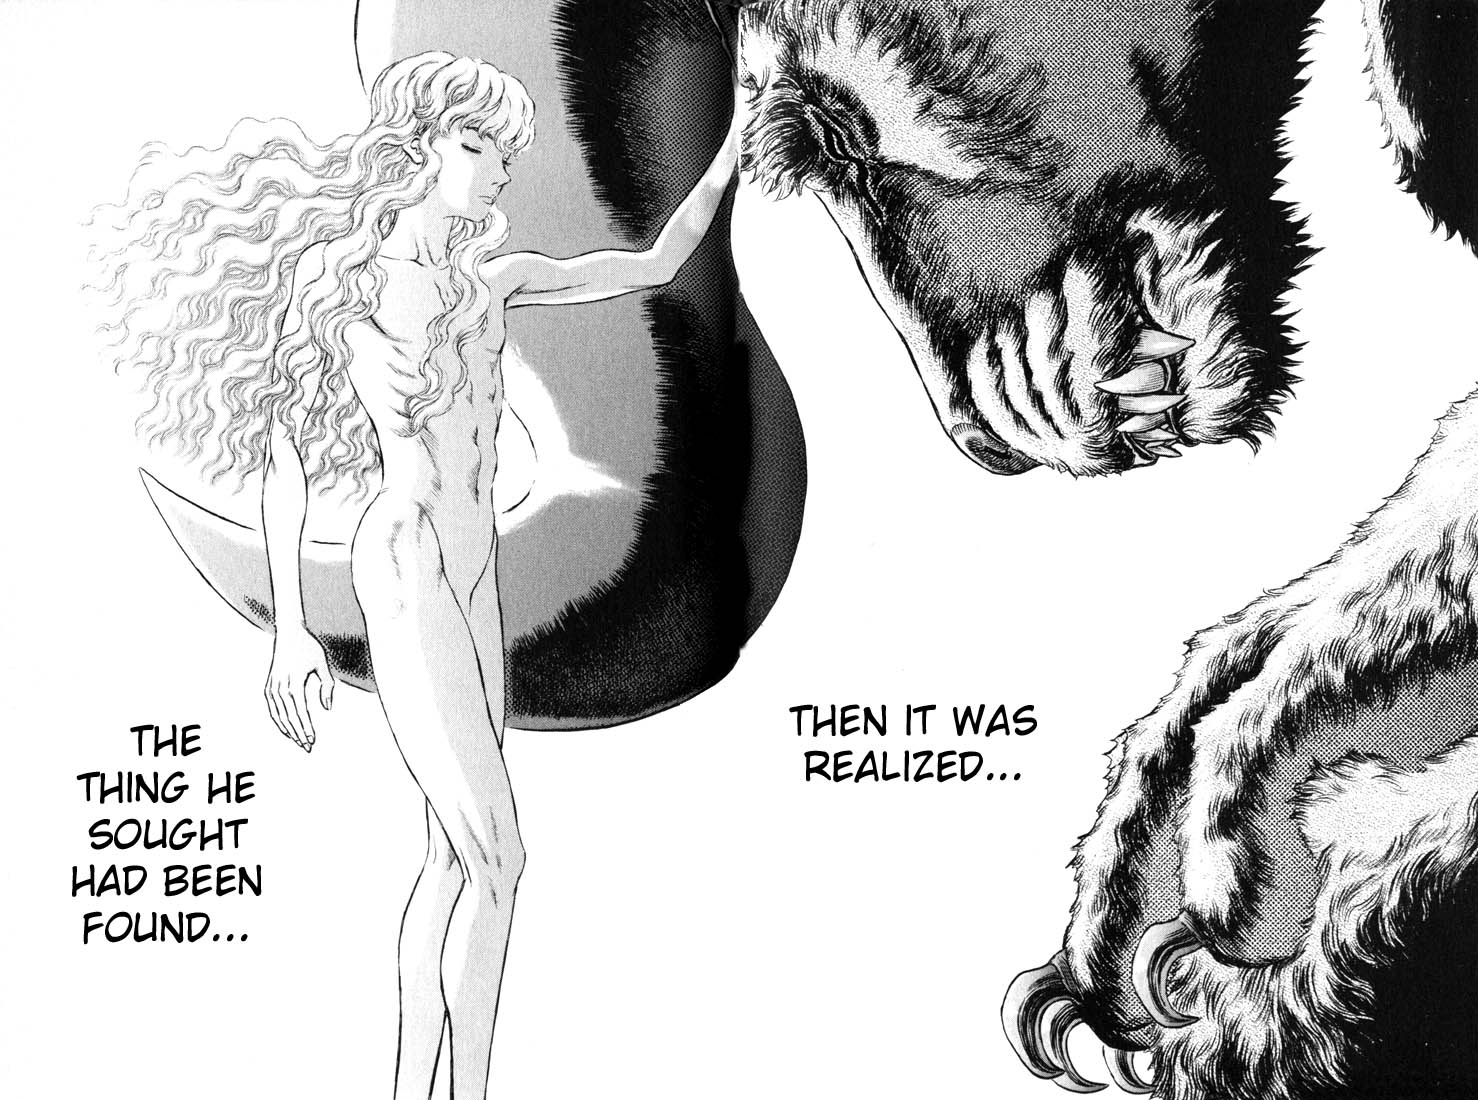 THEN IT WAS
REALIZED...
THE
THING HE
SOUGHT
HAD BEEN
FOUND...